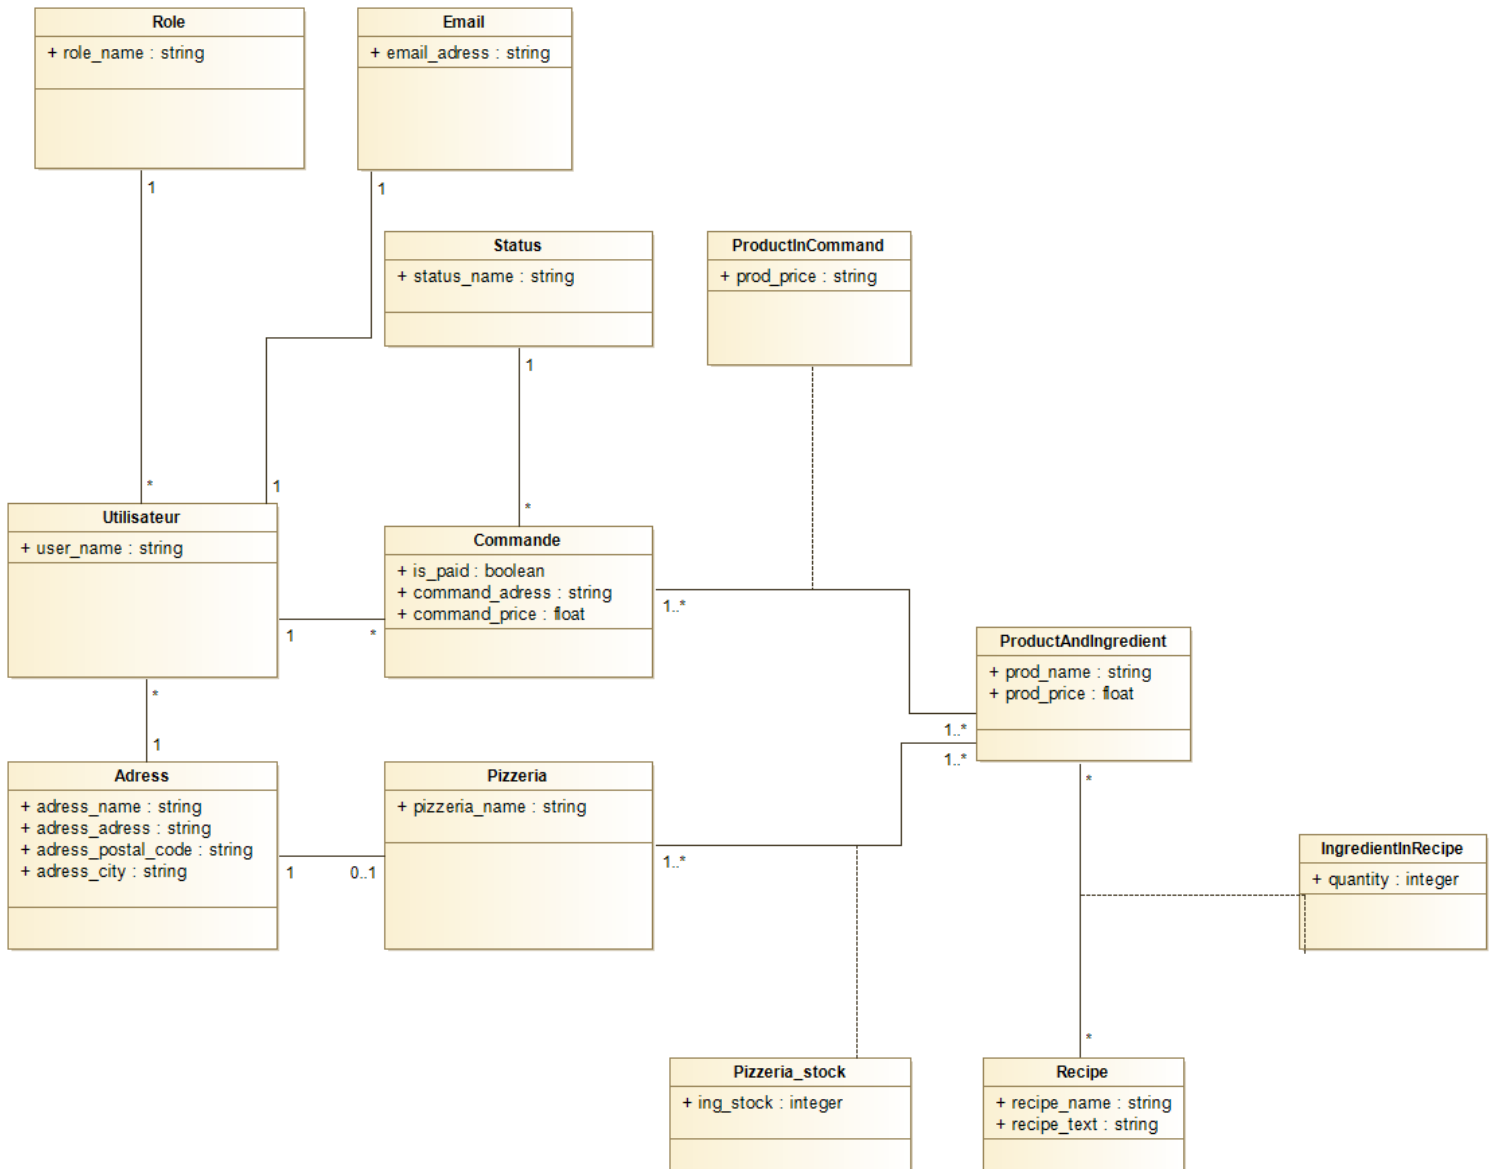 Role
+ role_name : string
Email
+ email_adress : string
1
1
Status
+ status_name : string
ProductInCommand
+ prod_price : string
1
*
1
*
Utilisateur
+ user_name : string
Commande
+ is_paid : boolean
+ command_adress : string
+ command_price : float
1..*
1
*
ProductAndIngredient
+ prod_name : string
+ prod_price : float
*
1
1..*
1..*
Adress
+ adress_name : string
+ adress_adress : string
+ adress_postal_code : string
+ adress_city : string
Pizzeria
+ pizzeria_name : string
*
1
0..1
1..*
IngredientInRecipe
+ quantity : integer
*
Pizzeria_stock
+ ing_stock : integer
Recipe
+ recipe_name : string
+ recipe_text : string